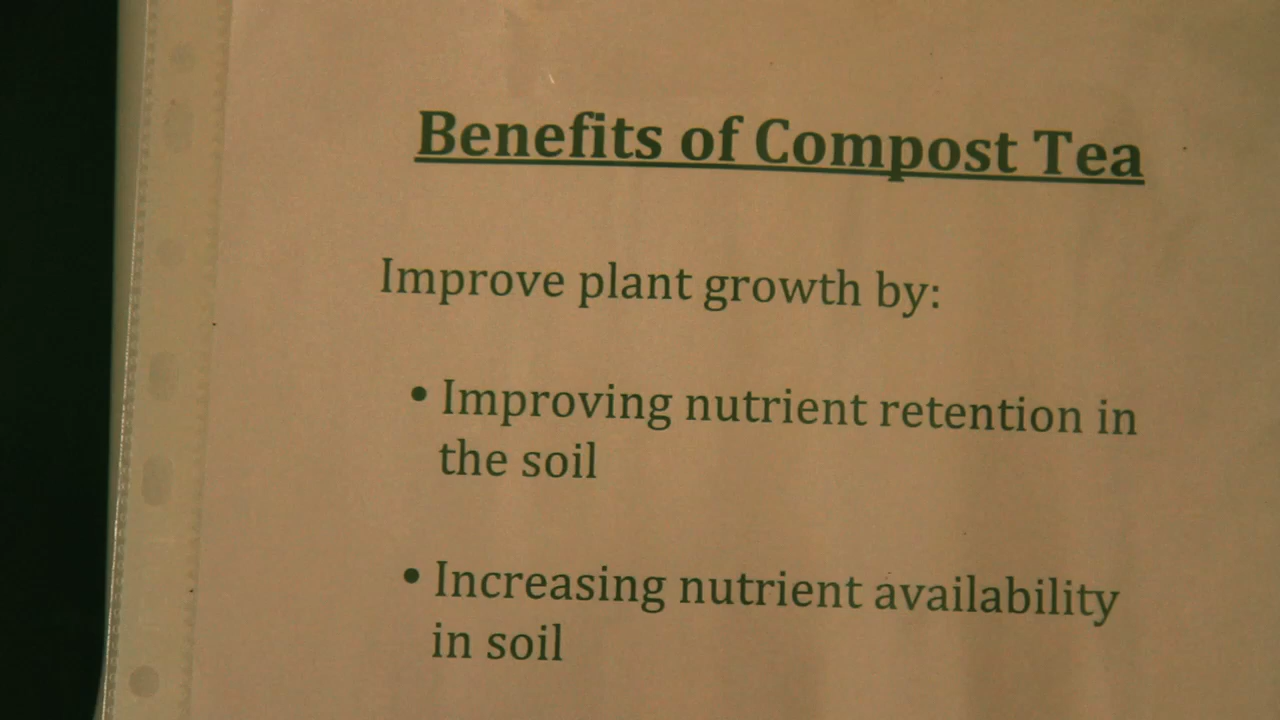 Benefits of Compost Tea
Improve plant growth by:
• Improving nutrient retention in
the soil
• Increasing nutrient availability
in soil